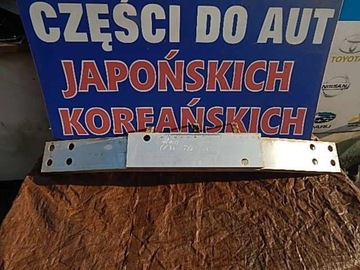 CZĘŚCI DO AUT
JAPOŃSKICH
KOREAŃSKICH
TOYOTA
NISSAN